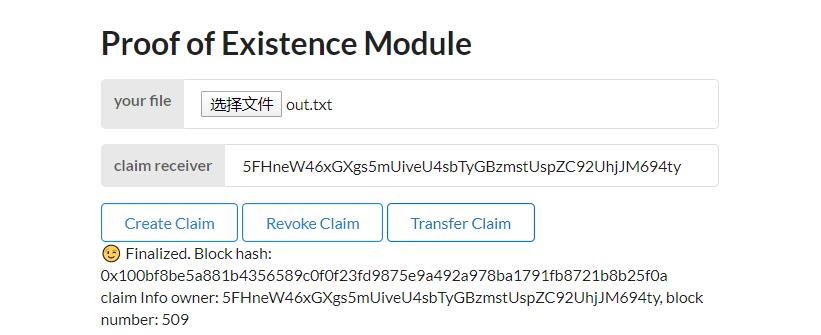 Proof of Existence Module
your file 选择文件 out.txt
claim receiver 5FHneW46xGXgs5mUiveU4sbTyGBzmstUspZC92UhjJM694ty
Create Claim Revoke Claim Transfer Claim
😉 Finalized. Block hash:
0x100bf8be5a881b4356589c0f0f23fd9875e9a492a978ba1791fb8721b8b25f0a
claim Info owner: 5FHneW46xGXgs5mUiveU4sbTyGBzmstUspZC92UhjJM694ty, block
number: 509